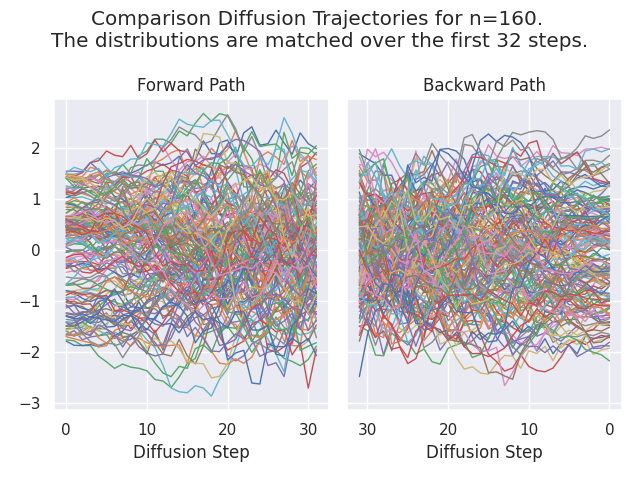 Comparison Diffusion Trajectories for n=160.
The distributions are matched over the first 32 steps.
Forward Path
Backward Path
2
1
0
−1
−2
−3
0
10
20
30
30
20
10
0
Diffusion Step
Diffusion Step